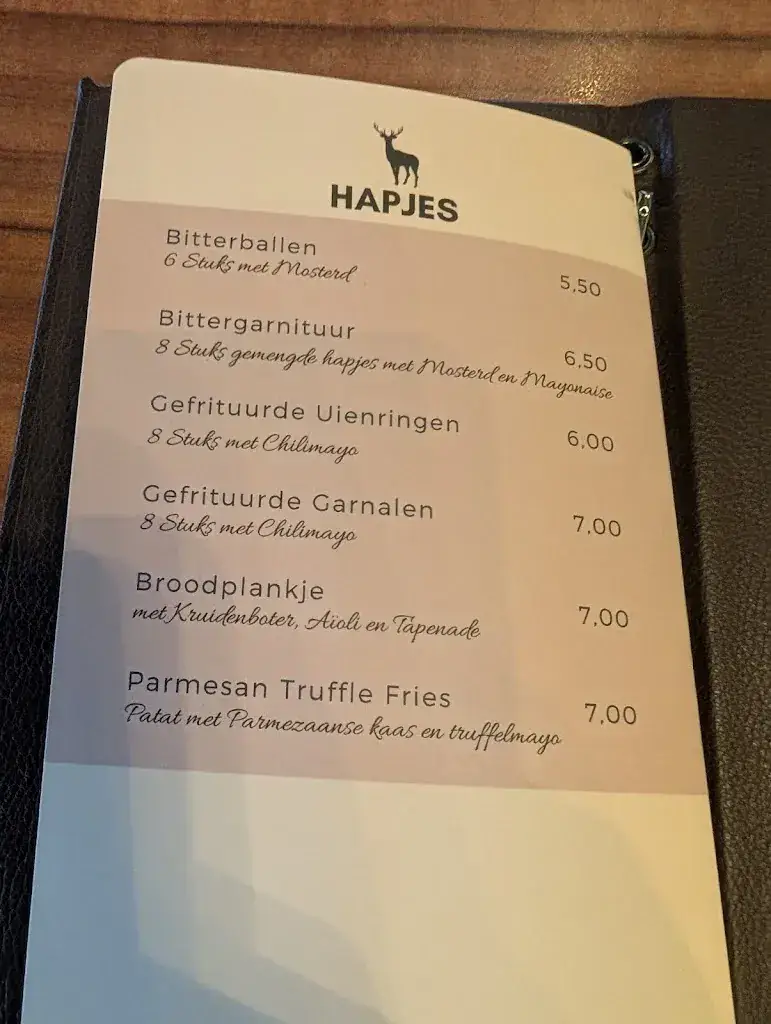 HAPJES
Bitterballen
6 Stuks met Mosterd
5,50
Bittergarnituur
8 Stuks gemengde hapjes met Mosterd en Mayonaise
6,50
Gefrituurde Uienringen
8 Stuks met Chilimayo
6,00
Gefrituurde Garnalen
8 Stuks met Chilimayo
7,00
Broodplankje
met Kruidenboter, Aïoli en Tapenade
7,00
Parmesan Truffle Fries
Patat met Parmezaanse kaas en truffelmayo
7,00